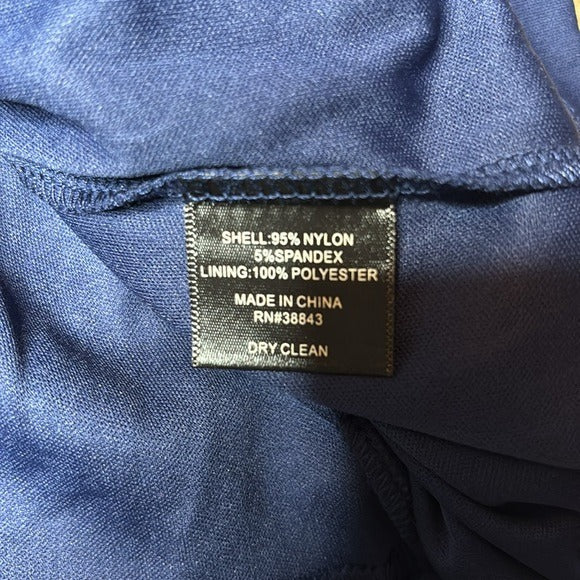 SHELL:95% NYLON
5%SPANDEX
LINING:100% POLYESTER
MADE IN CHINA
RN#38843
DRY CLEAN